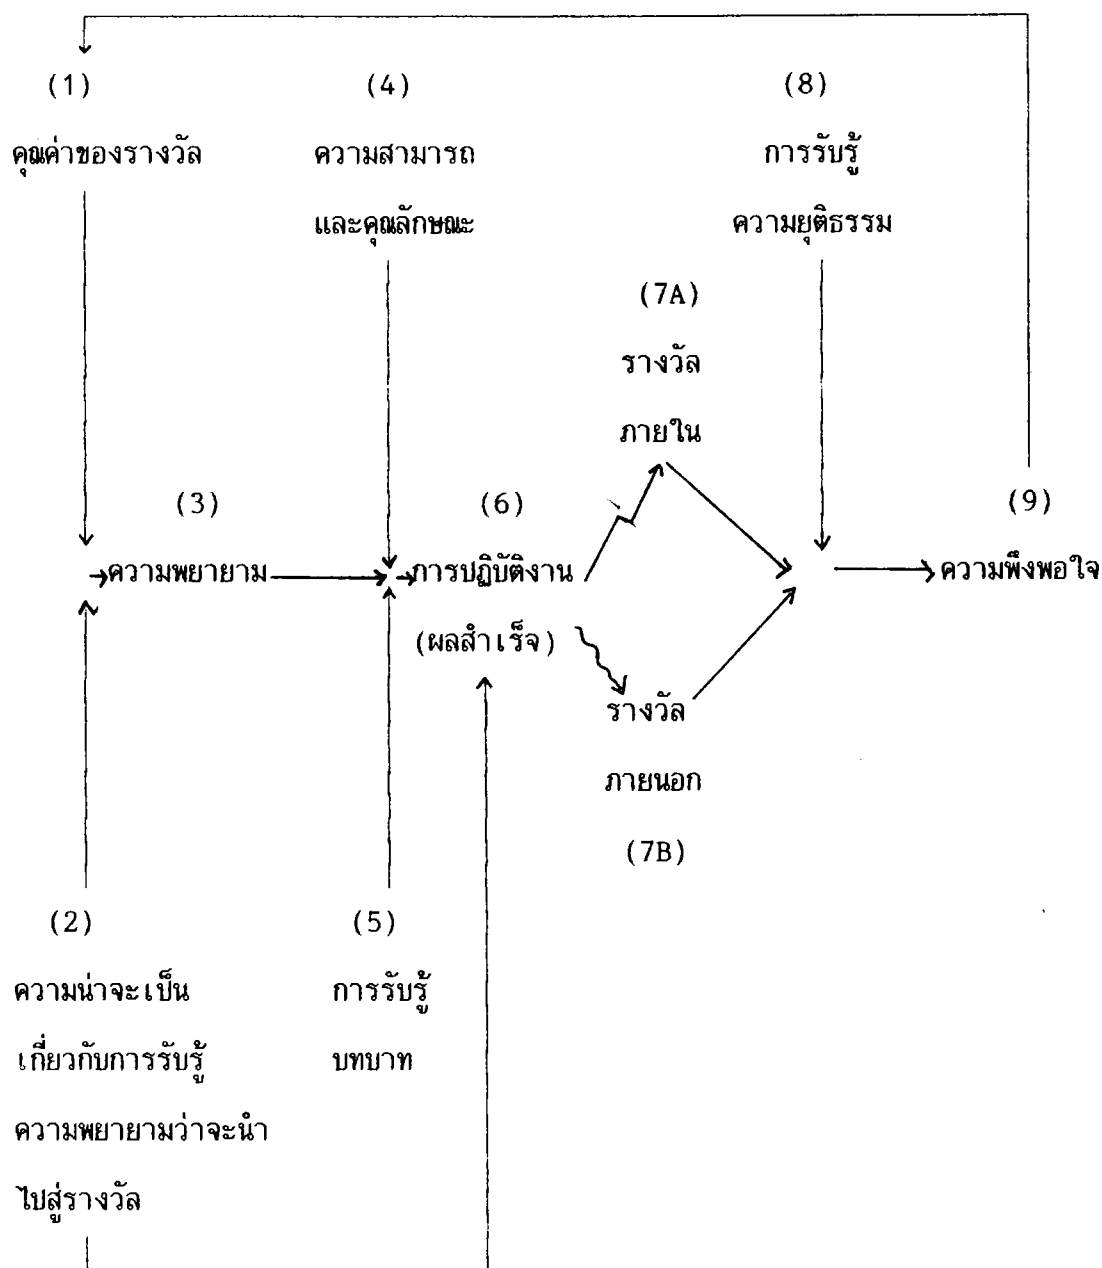 (1)
คุณค่าของรางวัล
(4)
ความสามารถ
และคุณลักษณะ
(8)
การรับรู้
ความยุติธรรม
(7A)
รางวัล
ภายใน
(3)
ความพยายาม
(6)
การปฏิบัติงาน
(ผลสำเร็จ)
(9)
ความพึงพอใจ
รางวัล
ภายนอก
(7B)
(2)
ความน่าจะเป็น
เกี่ยวกับการรับรู้
ความพยายามว่าจะนำ
ไปสู่รางวัล
(5)
การรับรู้
บทบาท